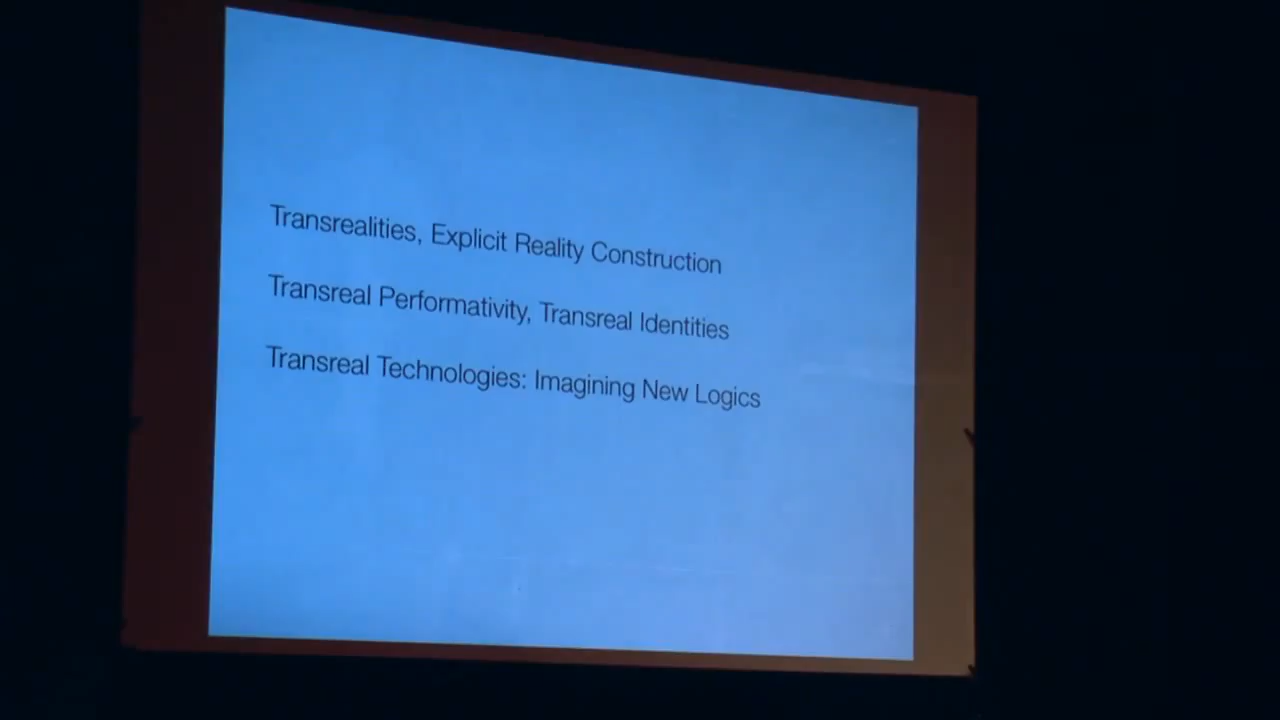 Transrealities, Explicit Reality Construction
Transreal Performativity, Transreal Identities
Transreal Technologies: Imagining New Logics